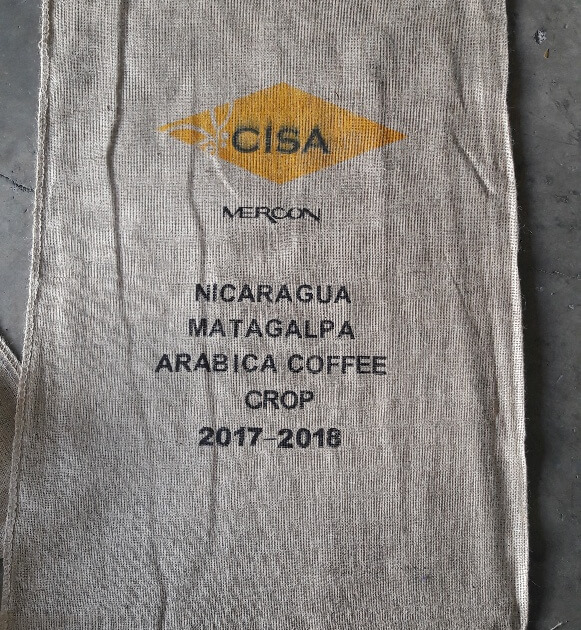 CISA
MERCON
NICARAGUA
MATAGALPA
ARABICA COFFEE
CROP
2017-2018